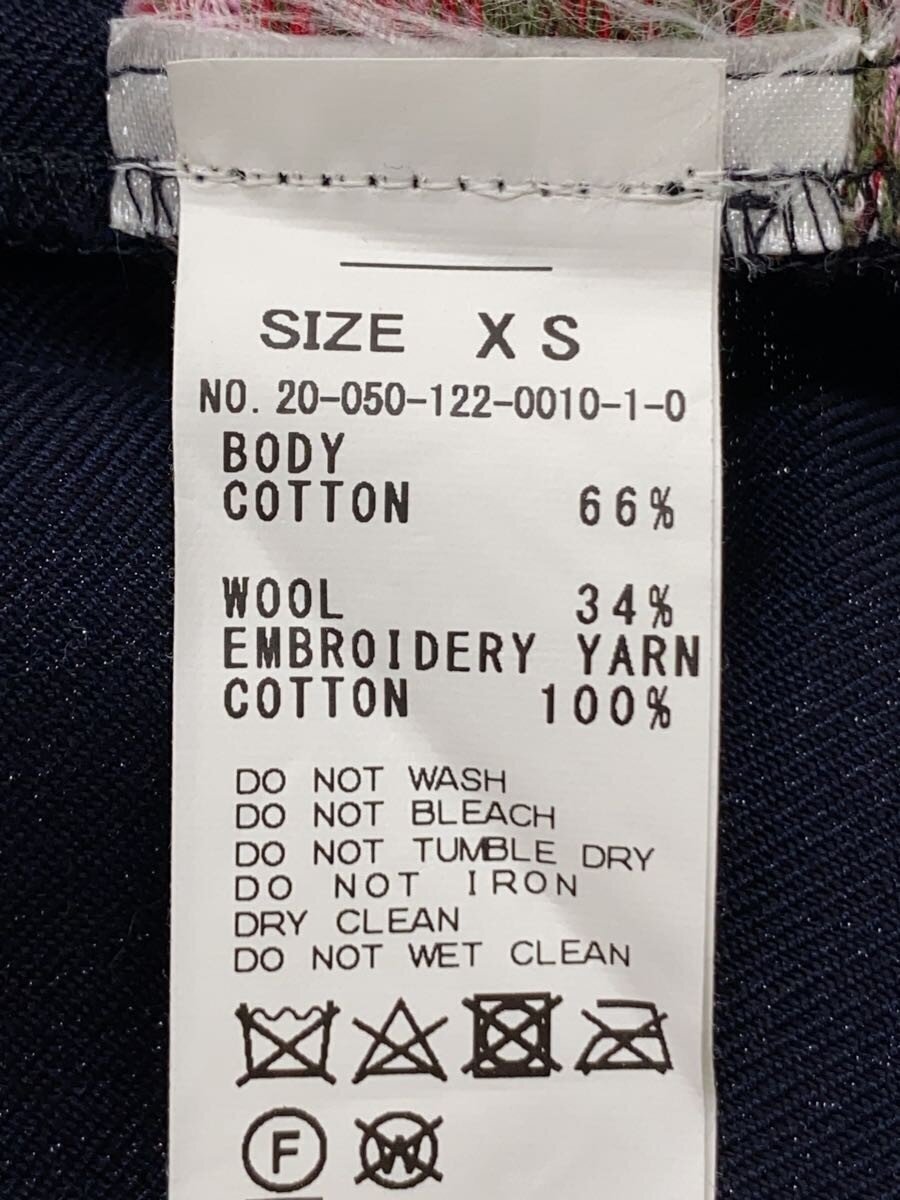 SIZE XS
NO. 20-050-122-0010-1-0
BODY
COTTON 66%
WOOL 34%
EMBROIDERY YARN
COTTON 100%
DO NOT WASH
DO NOT BLEACH
DO NOT TUMBLE DRY
DO NOT IRON
DRY CLEAN
DO NOT WET CLEAN
F W